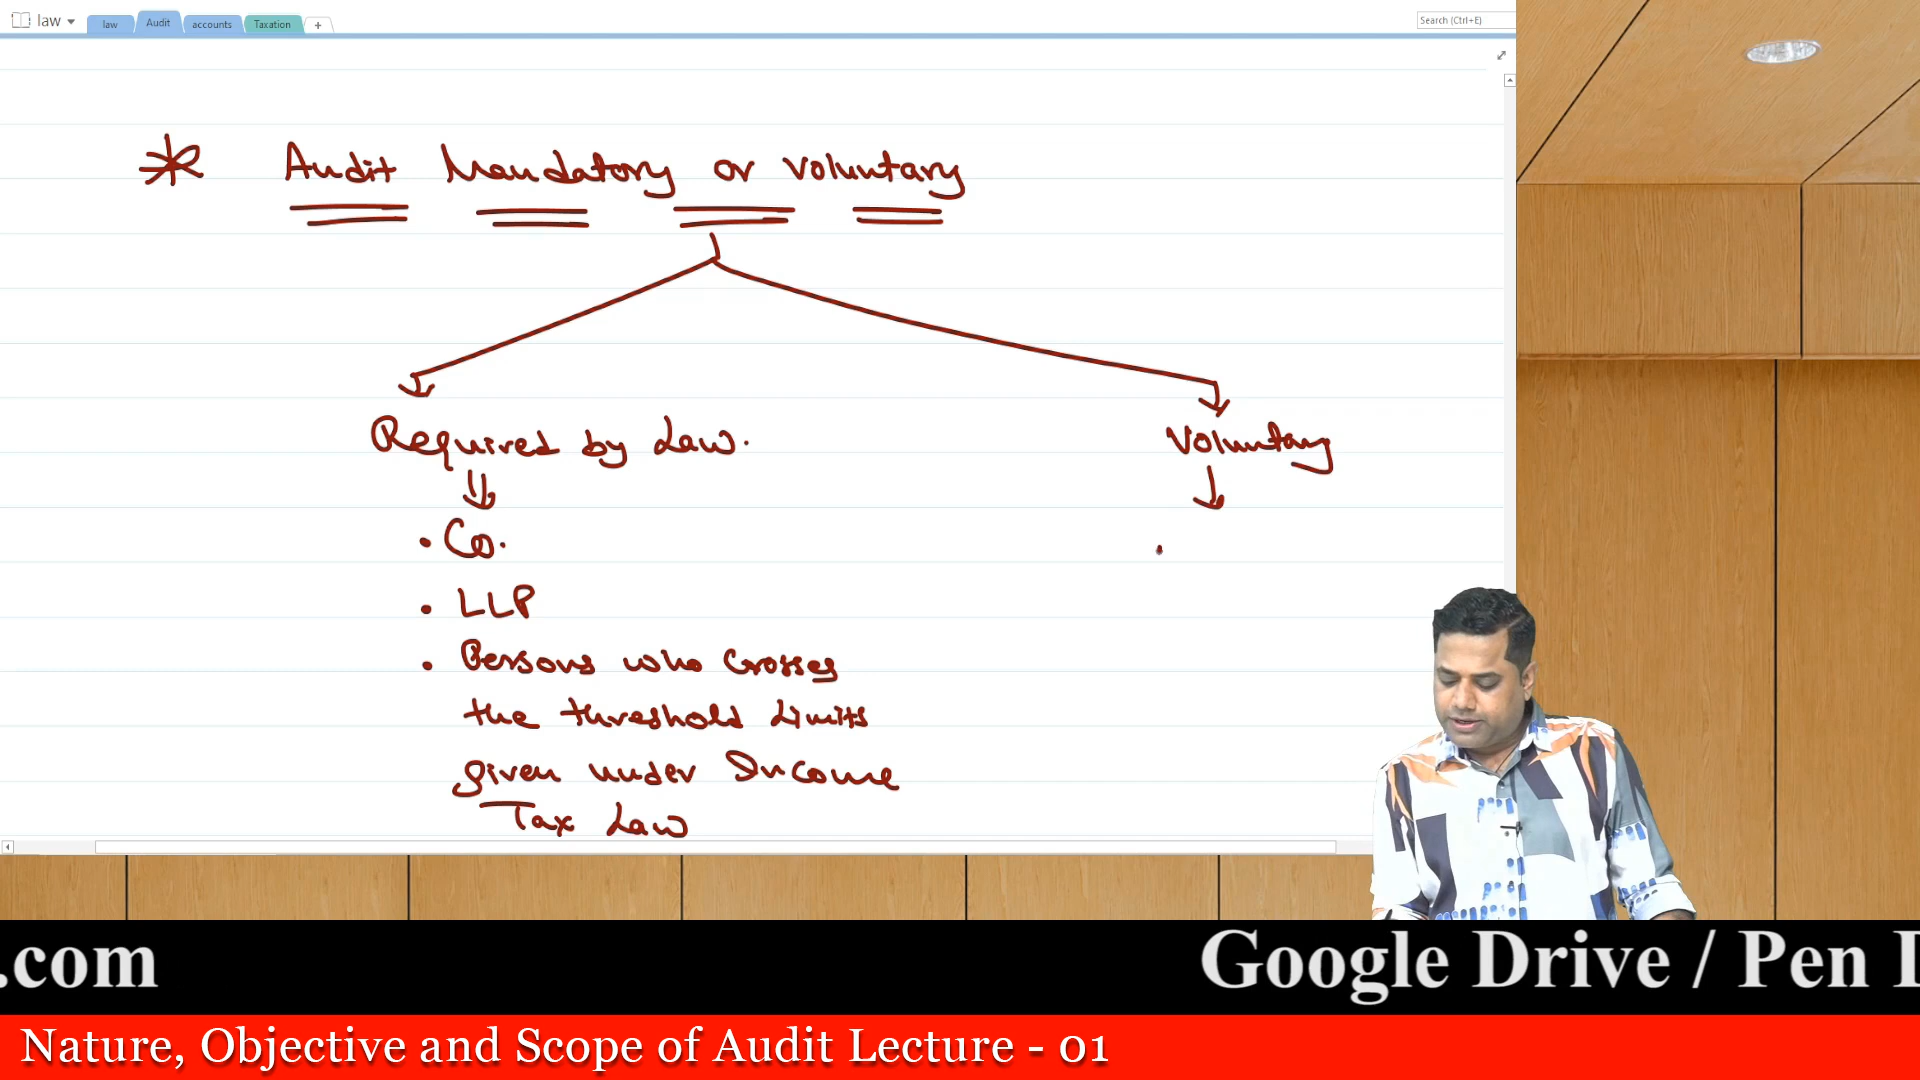 law
law
Audit
accounts
Taxation
+
Search (Ctrl+E)
Audit Mandatory or Voluntary
Required by Law.
Voluntary
• Co.
• LLP
• Persons who Crosses
the threshold Limits
given under Income
Tax Law
.com
Google Drive / Pen D
Nature, Objective and Scope of Audit Lecture - 01